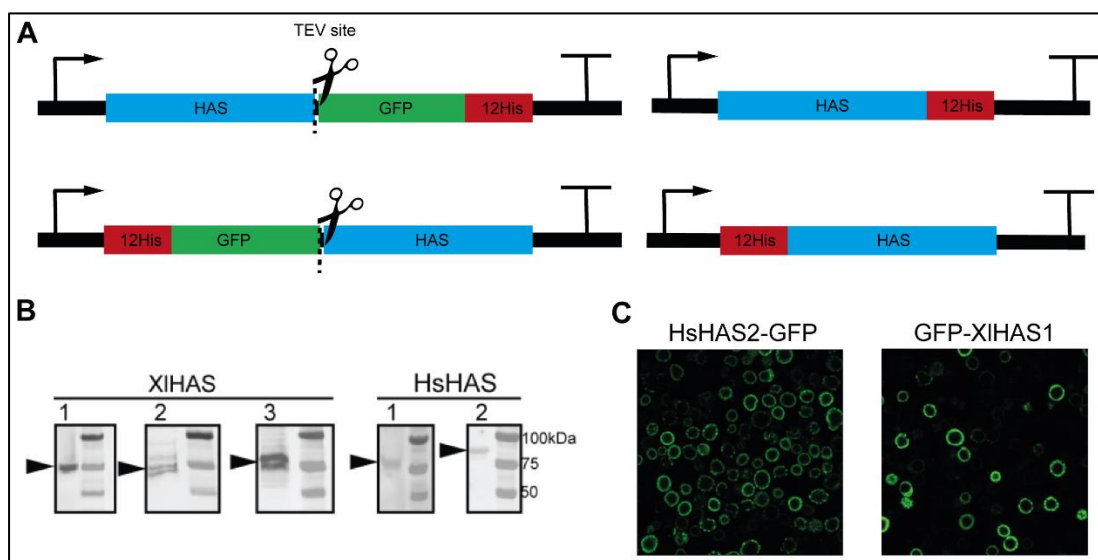 A
TEV site
HAS GFP 12His
HAS 12His
12His GFP HAS
12His HAS
B
XlHAS HsHAS
1 2 3 1 2
100kDa
75
50
C
HsHAS2-GFP GFP-XlHAS1